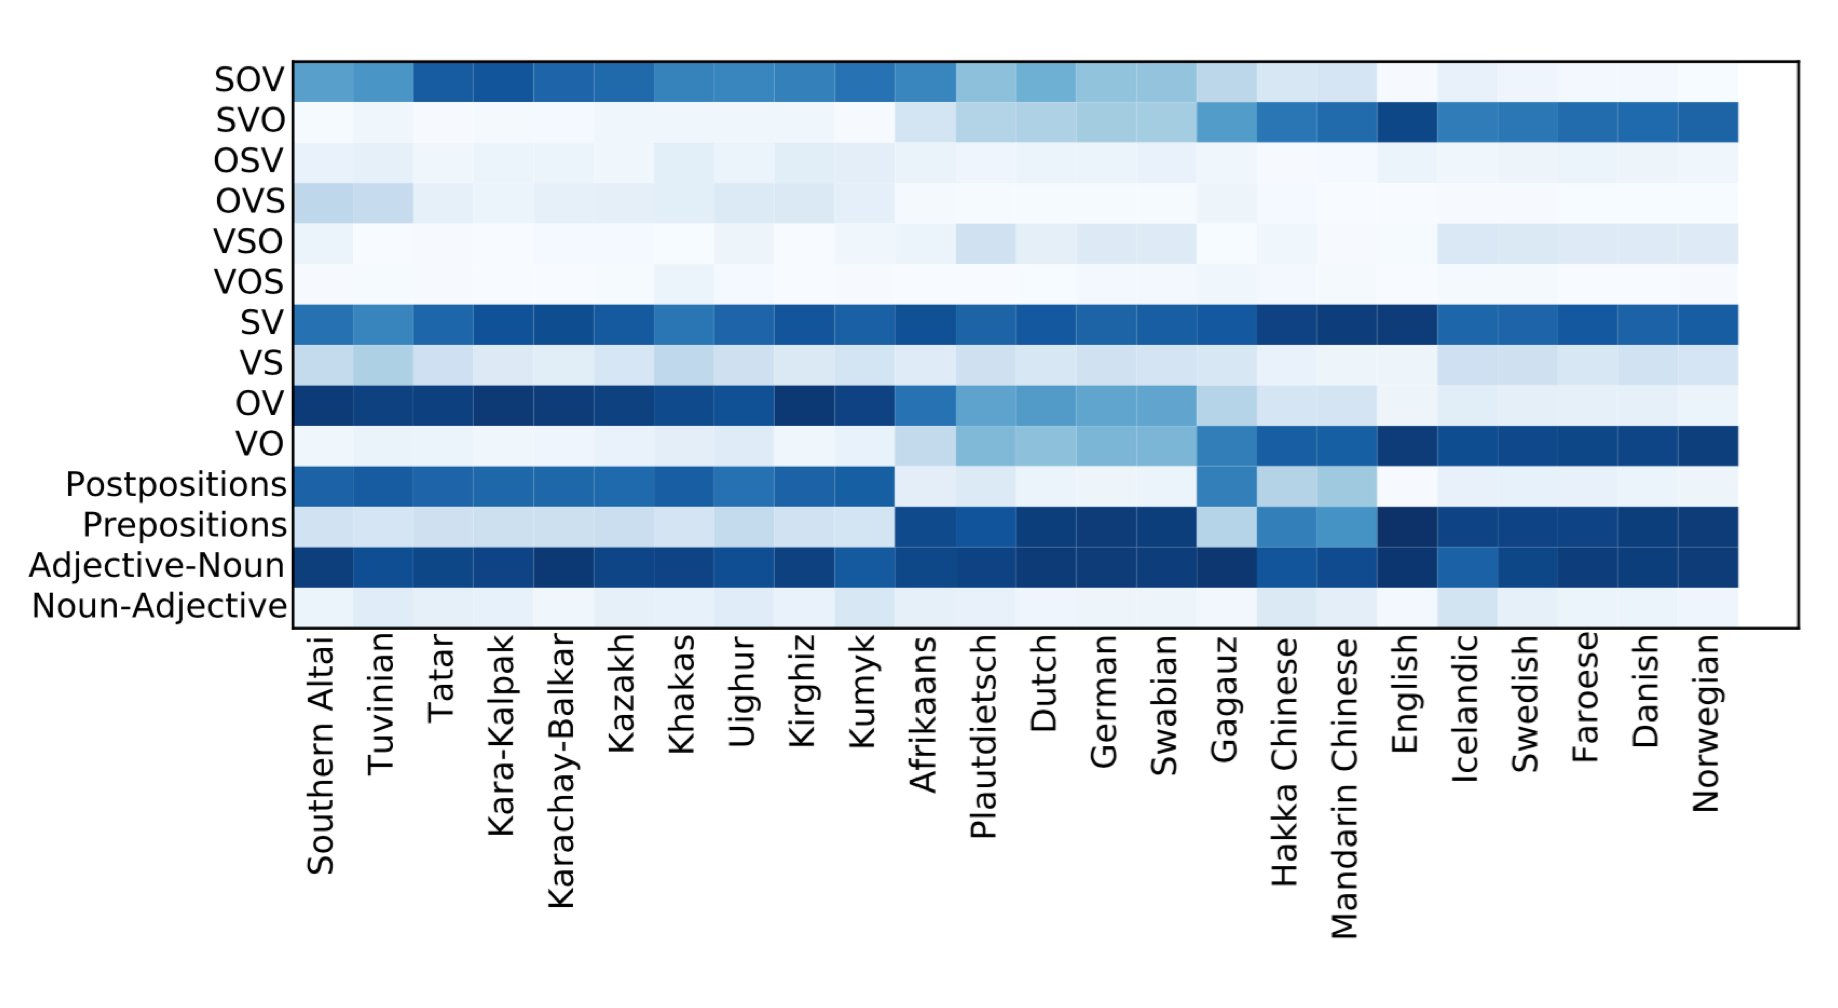 SOV
SVO
OSV
OVS
VSO
VOS
SV
VS
OV
VO
Postpositions
Prepositions
Adjective-Noun
Noun-Adjective
Southern Altai
Tuvinian
Tatar
Kara-Kalpak
Karachay-Balkar
Kazakh
Khakas
Uighur
Kirghiz
Kumyk
Afrikaans
Plautdietsch
Dutch
German
Swabian
Gagauz
Hakka Chinese
Mandarin Chinese
English
Icelandic
Swedish
Faroese
Danish
Norwegian